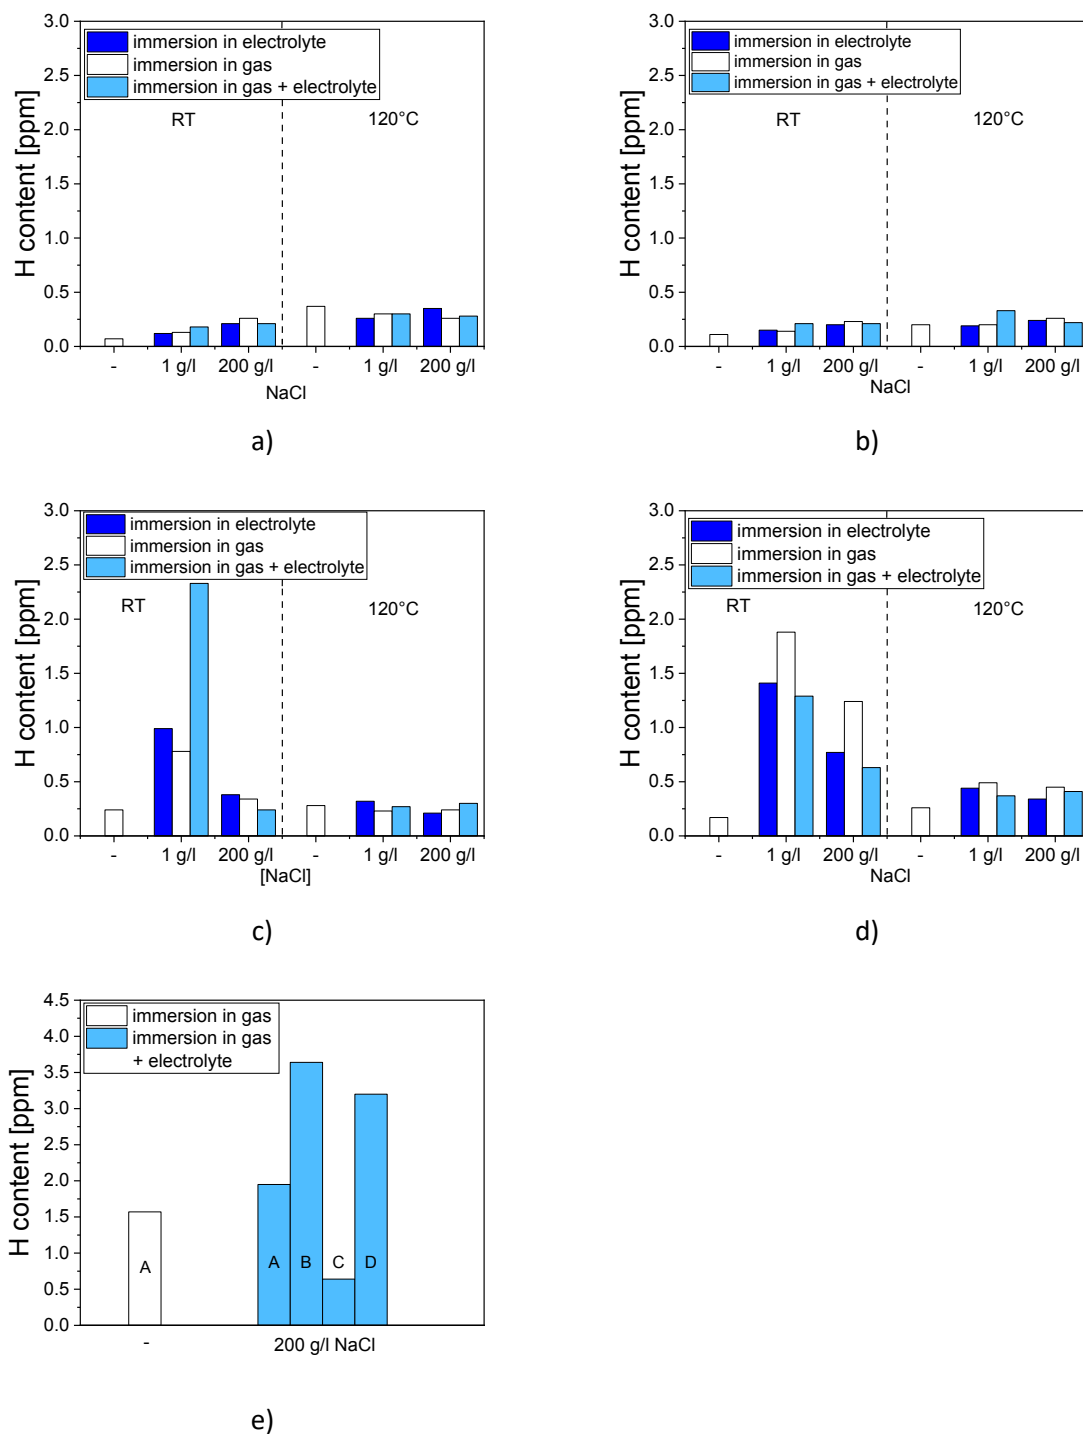 3.0
2.5
2.0
1.5
1.0
0.5
0.0
H content [ppm]
immersion in electrolyte
immersion in gas
immersion in gas + electrolyte
RT
120°C
-
1 g/l
200 g/l
-
1 g/l
200 g/l
NaCl
a)
3.0
2.5
2.0
1.5
1.0
0.5
0.0
H content [ppm]
immersion in electrolyte
immersion in gas
immersion in gas + electrolyte
RT
120°C
-
1 g/l
200 g/l
-
1 g/l
200 g/l
NaCl
b)
3.0
2.5
2.0
1.5
1.0
0.5
0.0
H content [ppm]
immersion in electrolyte
immersion in gas
immersion in gas + electrolyte
RT
120°C
-
1 g/l
200 g/l
-
1 g/l
200 g/l
[NaCl]
c)
3.0
2.5
2.0
1.5
1.0
0.5
0.0
H content [ppm]
immersion in electrolyte
immersion in gas
immersion in gas + electrolyte
RT
120°C
-
1 g/l
200 g/l
-
1 g/l
200 g/l
NaCl
d)
4.5
4.0
3.5
3.0
2.5
2.0
1.5
1.0
0.5
0.0
H content [ppm]
immersion in gas
immersion in gas
+ electrolyte
A
A
B
C
D
-
200 g/l NaCl
e)